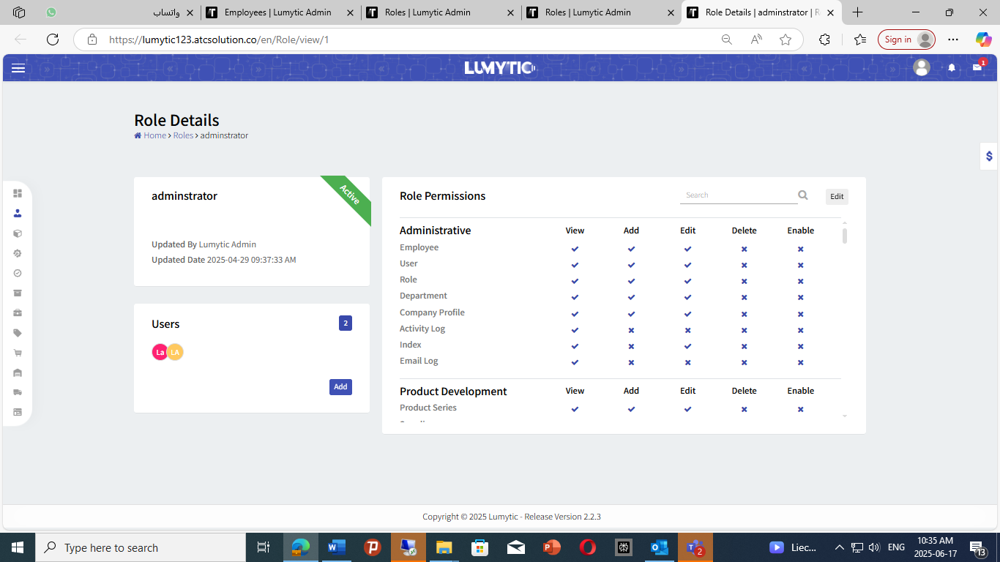 واتساب
Employees | Lumytic Admin
Roles | Lumytic Admin
Roles | Lumytic Admin
Role Details | adminstrator | R
https://lumytic123.atcsolution.co/en/Role/view/1
Sign in
LUMYTIC
1
Role Details
Home > Roles > adminstrator
$
adminstrator
Active
Updated By Lumytic Admin
Updated Date 2025-04-29 09:37:33 AM
Users 2
La LA
Add
Role Permissions Search Edit
Administrative View Add Edit Delete Enable
Employee
User
Role
Department
Company Profile
Activity Log
Index
Email Log
Product Development View Add Edit Delete Enable
Product Series
Copyright © 2025 Lumytic - Release Version 2.2.3
Type here to search
2
Liec...
ENG
10:35 AM
2025-06-17
13